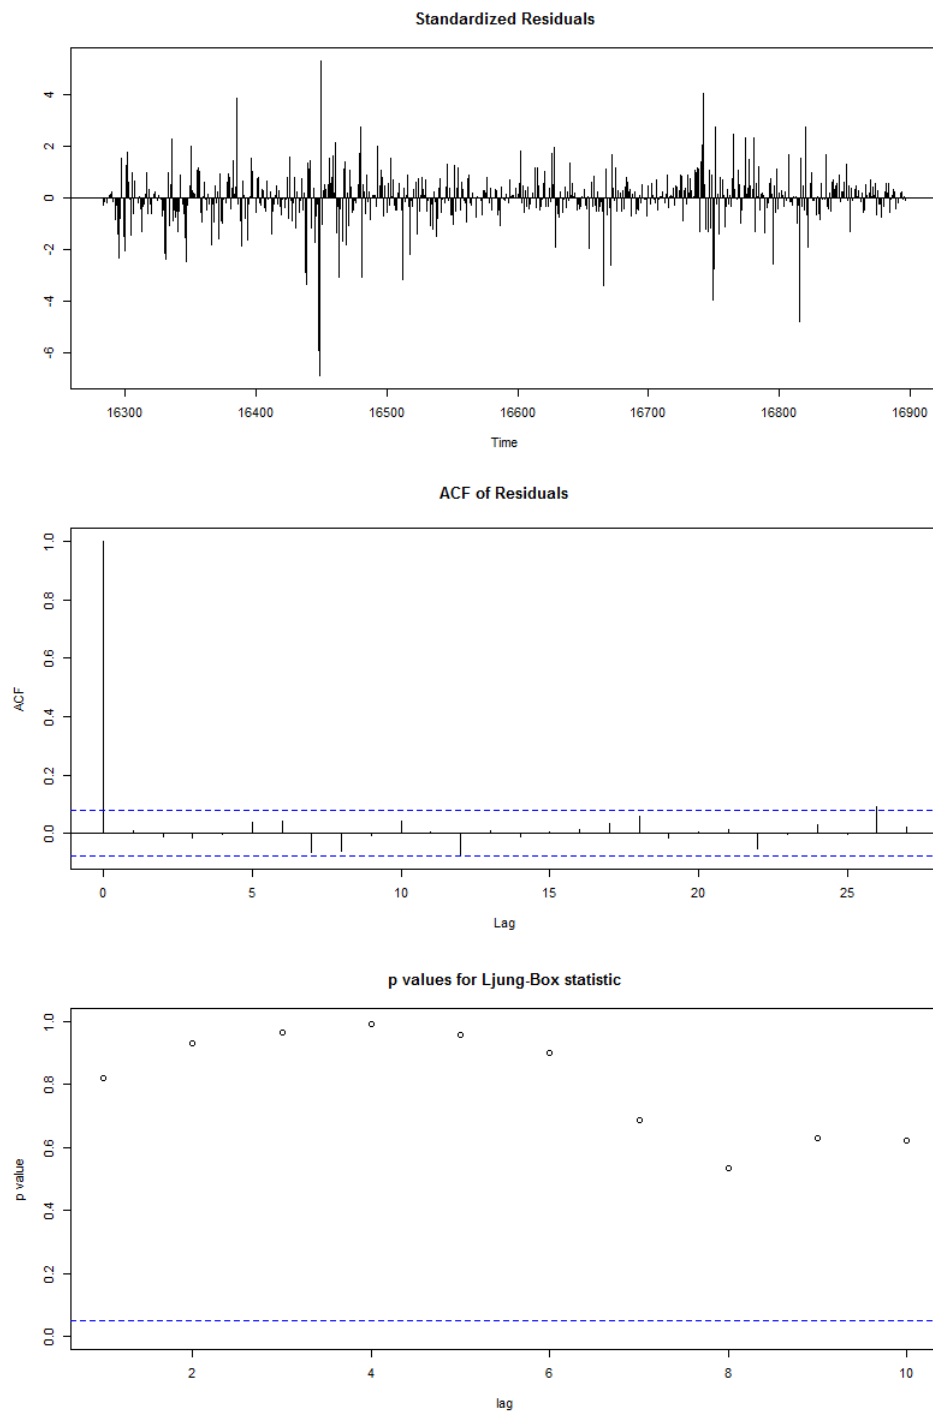 Standardized Residuals
4
2
0
-2
-4
-6
16300 16400 16500 16600 16700 16800 16900
Time
ACF of Residuals
1.0
0.8
0.6
0.4
0.2
0.0
ACF
0 5 10 15 20 25
Lag
p values for Ljung-Box statistic
1.0
0.8
0.6
0.4
0.2
0.0
p value
2 4 6 8 10
lag